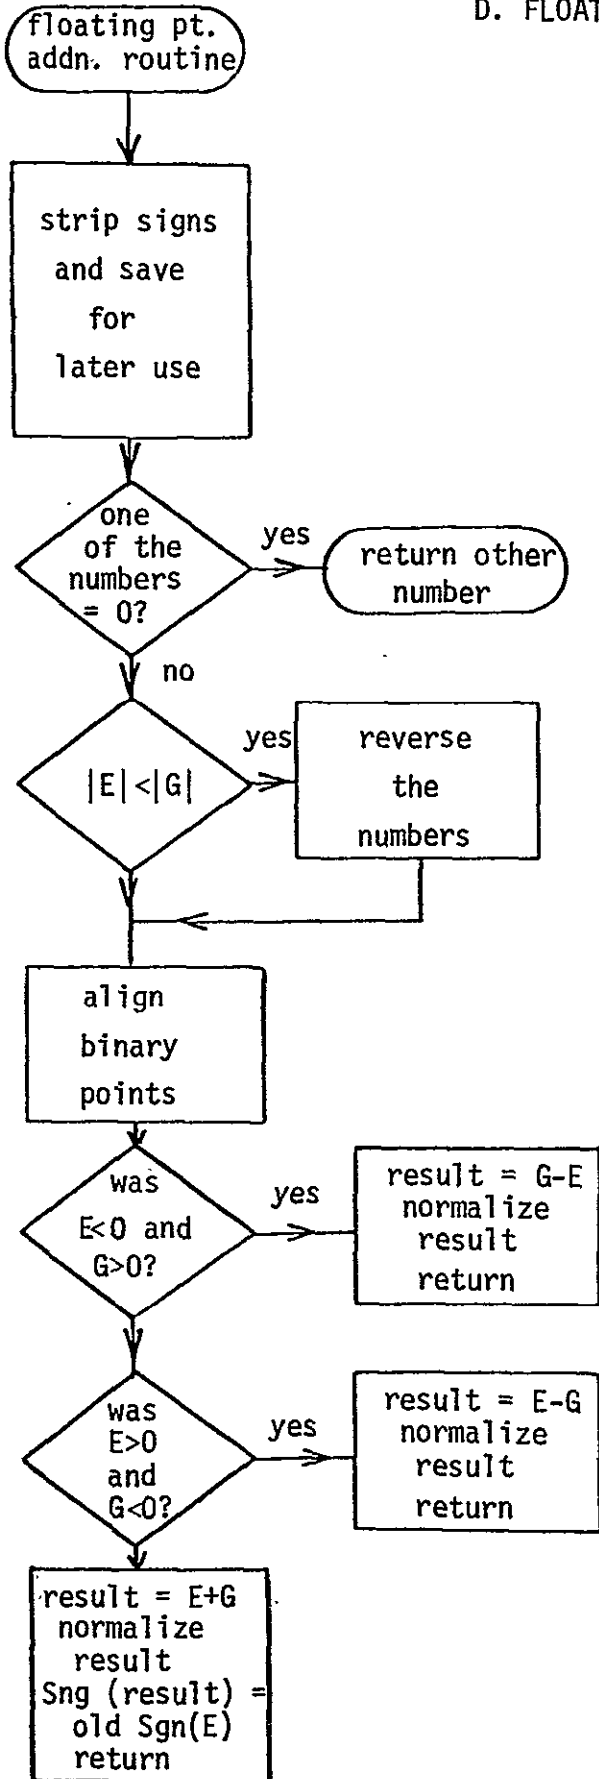 D. FLOAT
floating pt.
addn. routine
strip signs
and save
for
later use
one
of the
numbers
= 0?
yes
return other
number
no
|E|<|G|
yes
reverse
the
numbers
align
binary
points
was
E<0 and
G>0?
yes
result = G-E
normalize
result
return
was
E>0
and
G<0?
yes
result = E-G
normalize
result
return
result = E+G
normalize
result
Sng (result) =
old Sgn(E)
return